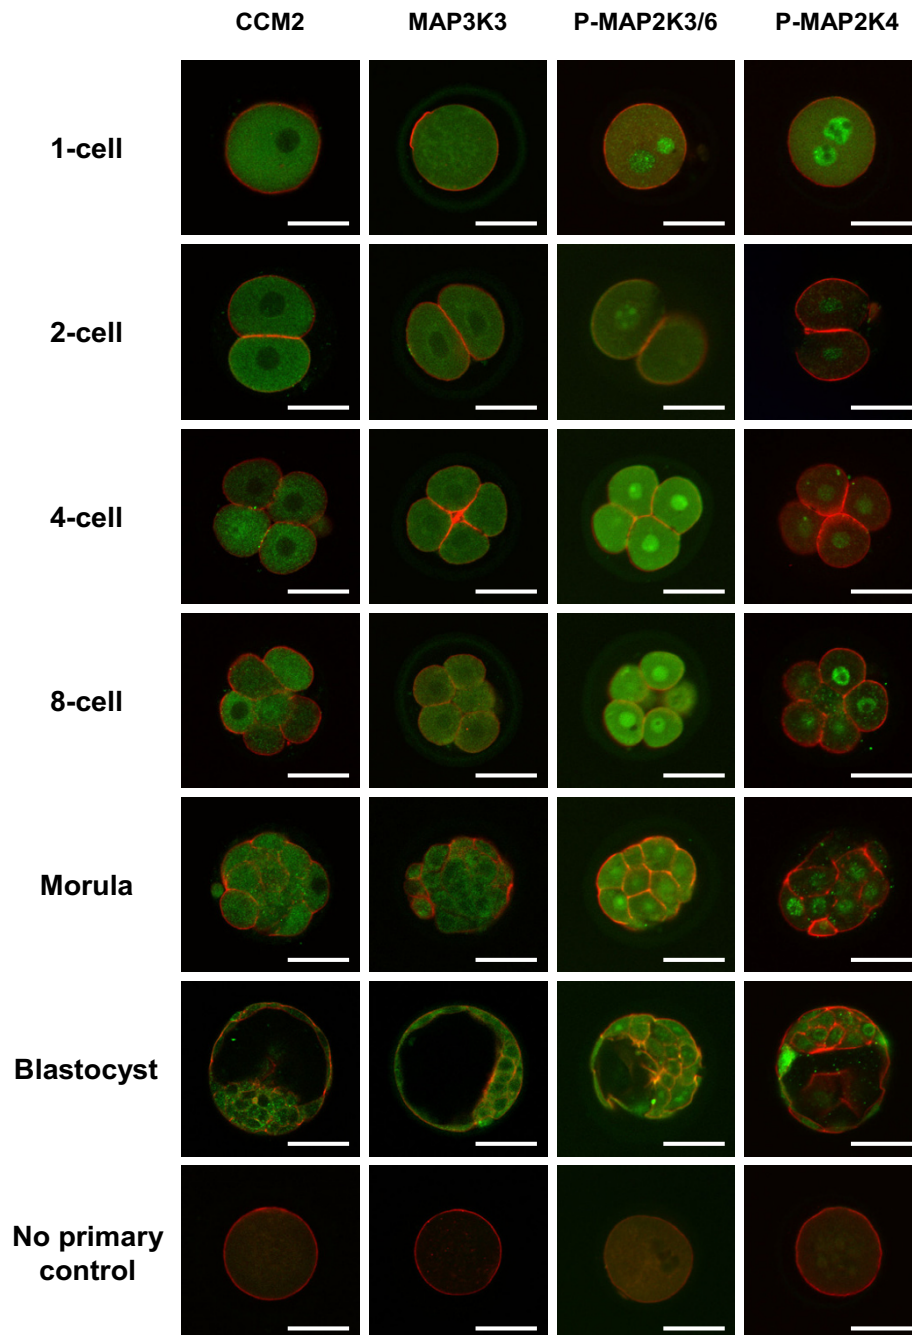 CCM2 MAP3K3 P-MAP2K3/6 P-MAP2K4
1-cell
2-cell
4-cell
8-cell
Morula
Blastocyst
No primary
control